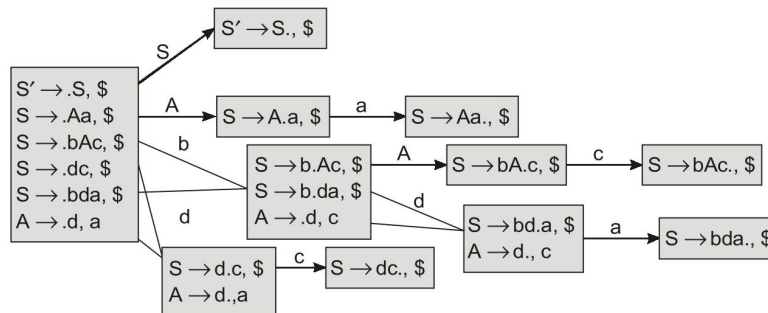 S′ → S., $
S
S′ → .S, $
S → .Aa, $
S → .bAc, $
S → .dc, $
S → .bda, $
A → .d, a
A
S → A.a, $
a
S → Aa., $
b
S → b.Ac, $
S → b.da, $
A → .d, c
A
S → bA.c, $
c
S → bAc., $
d
d
S → bd.a, $
A → d., c
a
S → bda., $
S → d.c, $
A → d.,a
c
S → dc., $